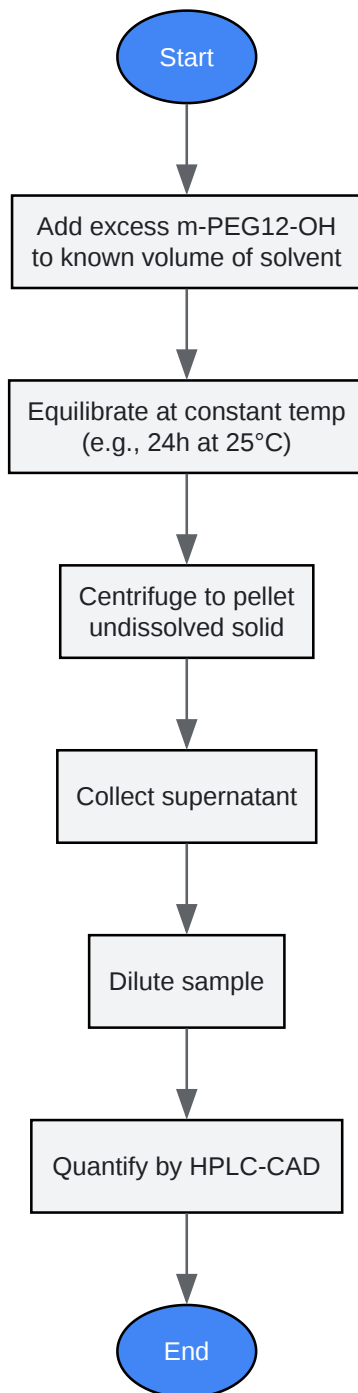 Start
Add excess m-PEG12-OH
to known volume of solvent
Equilibrate at constant temp
(e.g., 24h at 25°C)
Centrifuge to pellet
undissolved solid
Collect supernatant
Dilute sample
Quantify by HPLC-CAD
End